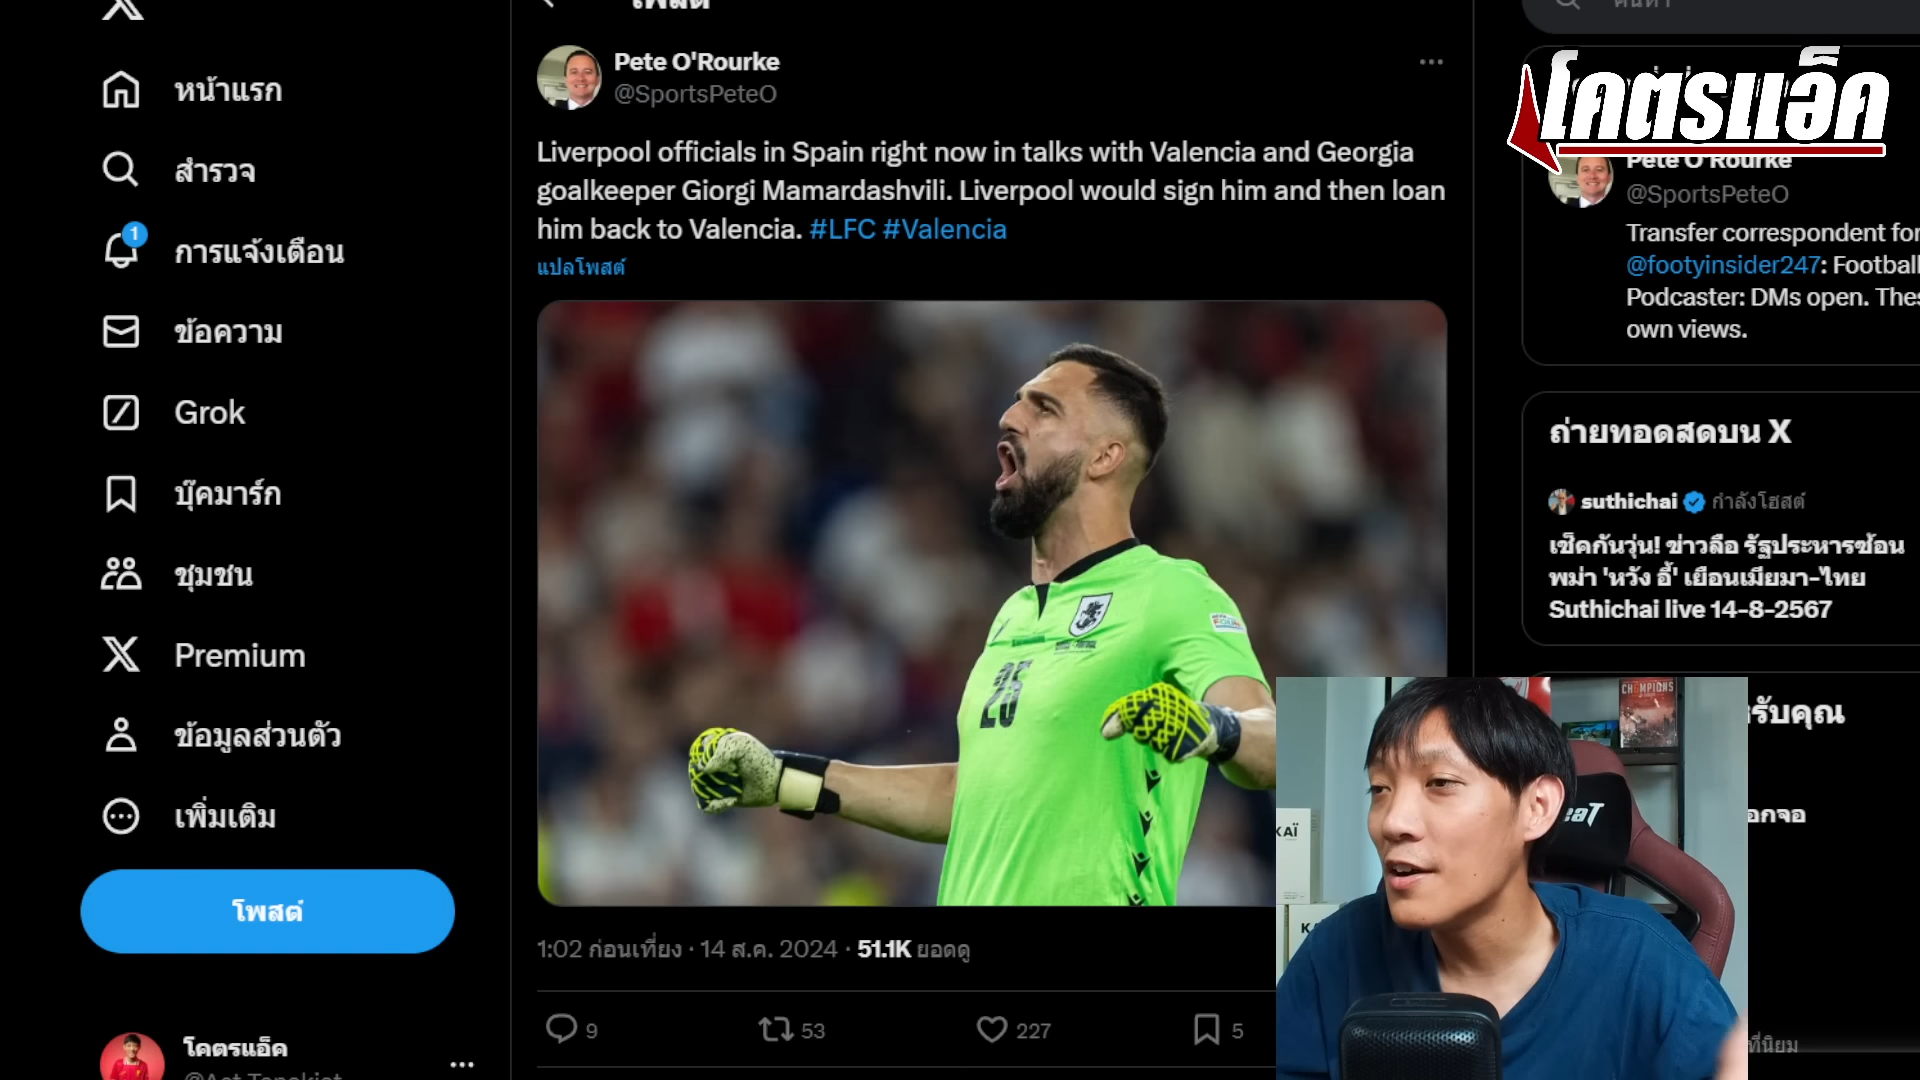 โพสต์
หน้าแรก
สำรวจ
1
การแจ้งเตือน
ข้อความ
Grok
บุ๊คมาร์ก
ชุมชน
Premium
ข้อมูลส่วนตัว
เพิ่มเติม
โพสต์
โคตรแอ็ค
Pete O'Rourke
@SportsPeteO
Liverpool officials in Spain right now in talks with Valencia and Georgia
goalkeeper Giorgi Mamardashvili. Liverpool would sign him and then loan
him back to Valencia. #LFC #Valencia
แปลโพสต์
25
1:02 ก่อนเที่ยง · 14 ส.ค. 2024 · 51.1K ยอดดู
9
53
227
5
ค้นหา
โคตรแอ็ค
Pete O'Rourke
@SportsPeteO
Transfer correspondent for
@footyinsider247: Football
Podcaster: DMs open. Thes
own views.
ถ่ายทอดสดบน X
suthichai กำลังโฮสต์
เช็คกันวุ่น! ข่าวลือ รัฐประหารซ้อน
พม่า 'หวัง อี้' เยือนเมียมา-ไทย
Suthichai live 14-8-2567
CHAMPIONS
รับคุณ
อกจอ
ที่นิยม
KAÏ